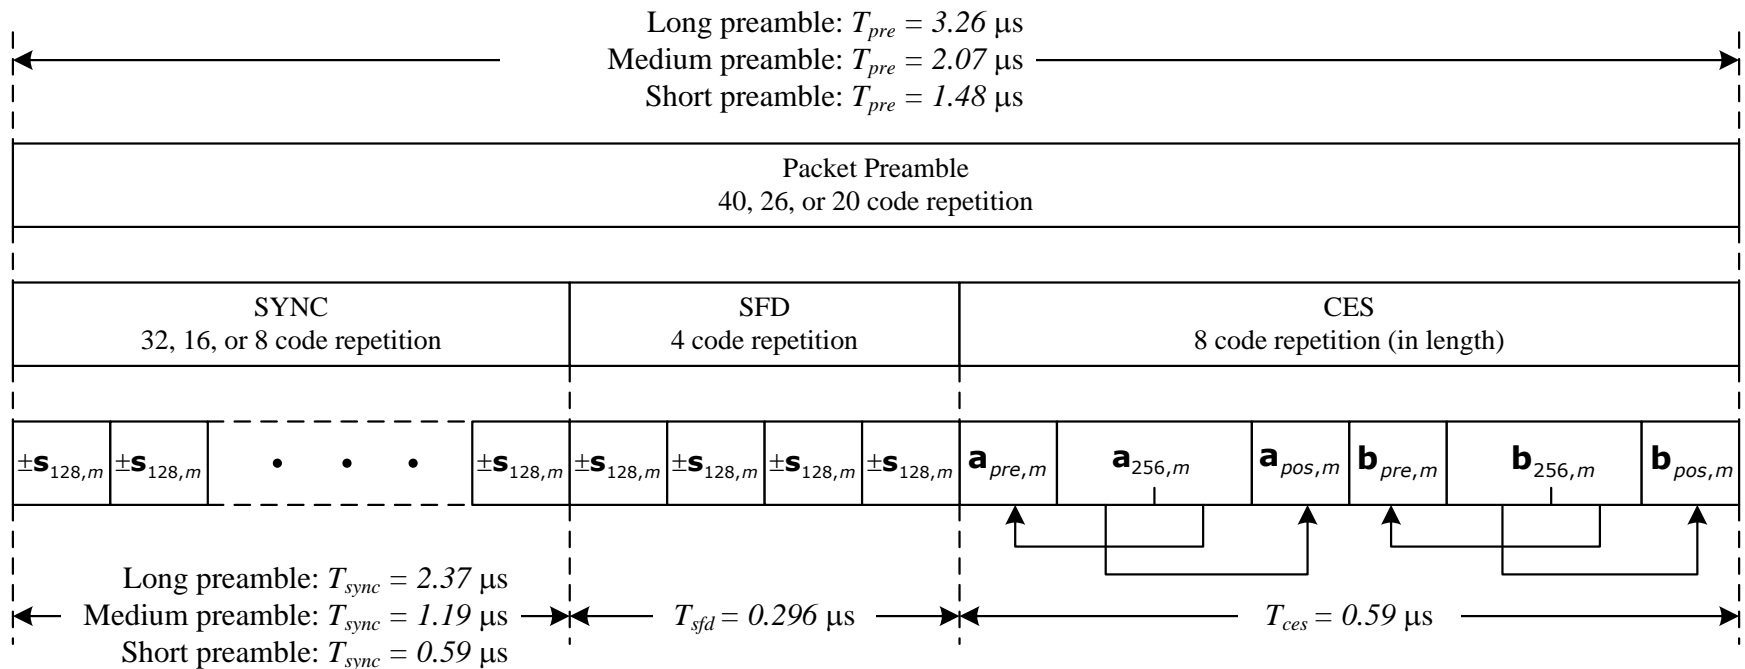 Long preamble: T_pre = 3.26 μs
Medium preamble: T_pre = 2.07 μs
Short preamble: T_pre = 1.48 μs
Packet Preamble
40, 26, or 20 code repetition
SYNC
32, 16, or 8 code repetition
SFD
4 code repetition
CES
8 code repetition (in length)
±s_128,m ±s_128,m • • • ±s_128,m ±s_128,m ±s_128,m ±s_128,m ±s_128,m a_pre,m a_256,m a_pos,m b_pre,m b_256,m b_pos,m
Long preamble: T_sync = 2.37 μs
Medium preamble: T_sync = 1.19 μs
Short preamble: T_sync = 0.59 μs
T_sfd = 0.296 μs
T_ces = 0.59 μs